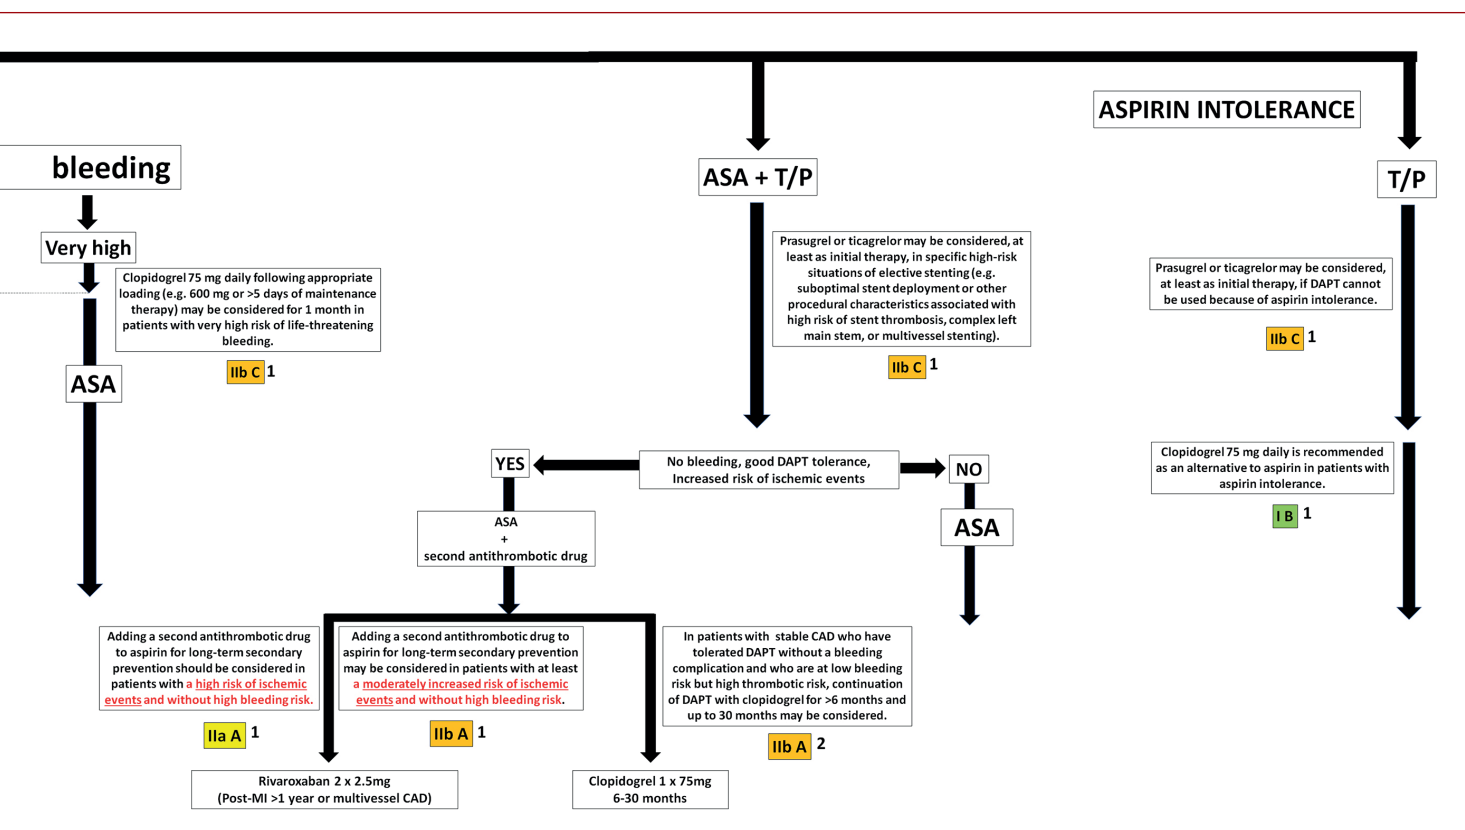 ASPIRIN INTOLERANCE
bleeding
ASA + T/P
T/P
Very high
Clopidogrel 75 mg daily following appropriate
loading (e.g. 600 mg or >5 days of maintenance
therapy) may be considered for 1 month in
patients with very high risk of life-threatening
bleeding.
IIb C 1
ASA
Prasugrel or ticagrelor may be considered, at
least as initial therapy, in specific high-risk
situations of elective stenting (e.g.
suboptimal stent deployment or other
procedural characteristics associated with
high risk of stent thrombosis, complex left
main stem, or multivessel stenting).
IIb C 1
Prasugrel or ticagrelor may be considered,
at least as initial therapy, if DAPT cannot
be used because of aspirin intolerance.
IIb C 1
YES
No bleeding, good DAPT tolerance,
Increased risk of ischemic events
NO
Clopidogrel 75 mg daily is recommended
as an alternative to aspirin in patients with
aspirin intolerance.
I B 1
ASA
+
second antithrombotic drug
ASA
Adding a second antithrombotic drug
to aspirin for long-term secondary
prevention should be considered in
patients with a high risk of ischemic
events and without high bleeding risk.
IIa A 1
Adding a second antithrombotic drug to
aspirin for long-term secondary prevention
may be considered in patients with at least
a moderately increased risk of ischemic
events and without high bleeding risk.
IIb A 1
In patients with stable CAD who have
tolerated DAPT without a bleeding
complication and who are at low bleeding
risk but high thrombotic risk, continuation
of DAPT with clopidogrel for >6 months and
up to 30 months may be considered.
IIb A 2
Rivaroxaban 2 x 2.5mg
(Post-MI >1 year or multivessel CAD)
Clopidogrel 1 x 75mg
6-30 months